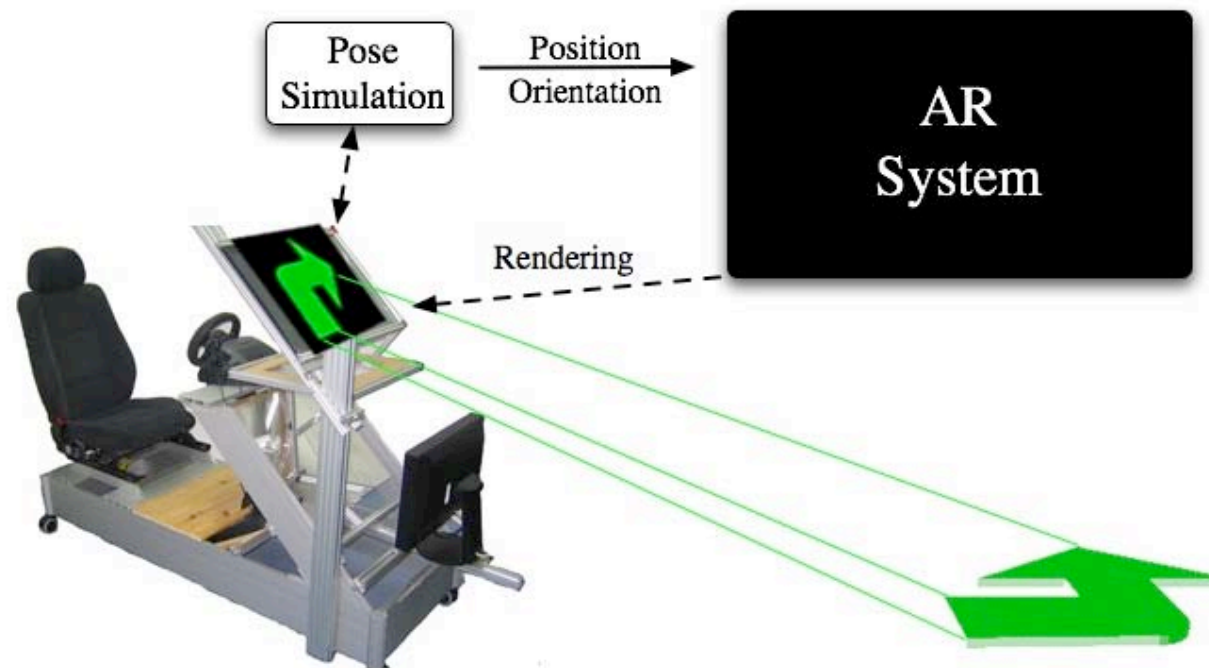 Pose
Simulation
Position
Orientation
AR
System
Rendering